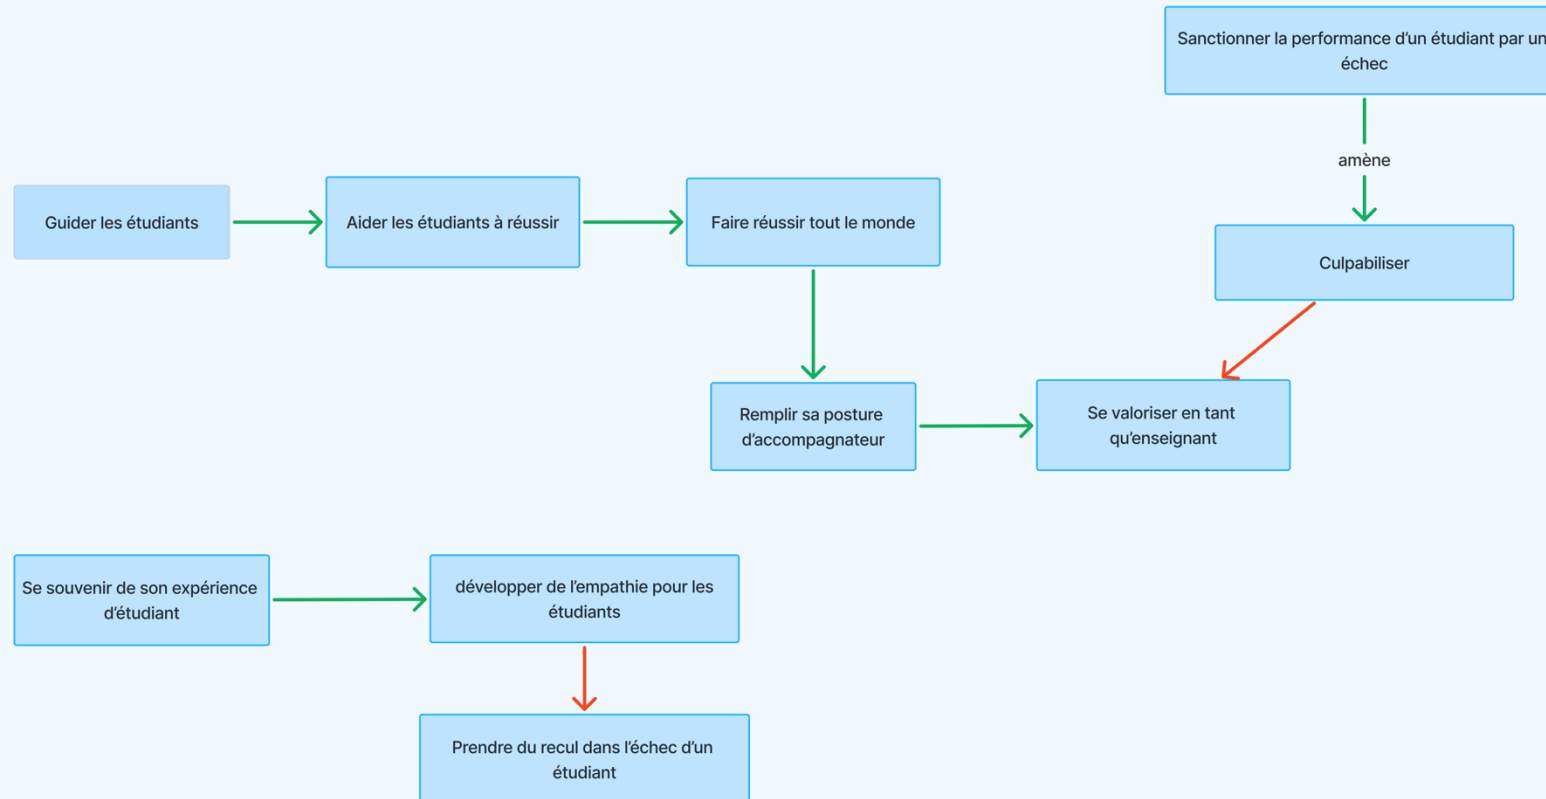 Sanctionner la performance d’un étudiant par un
échec
amène
Guider les étudiants
Aider les étudiants à réussir
Faire réussir tout le monde
Culpabiliser
Remplir sa posture
d’accompagnateur
Se valoriser en tant
qu’enseignant
Se souvenir de son expérience
d’étudiant
développer de l’empathie pour les
étudiants
Prendre du recul dans l’échec d’un
étudiant